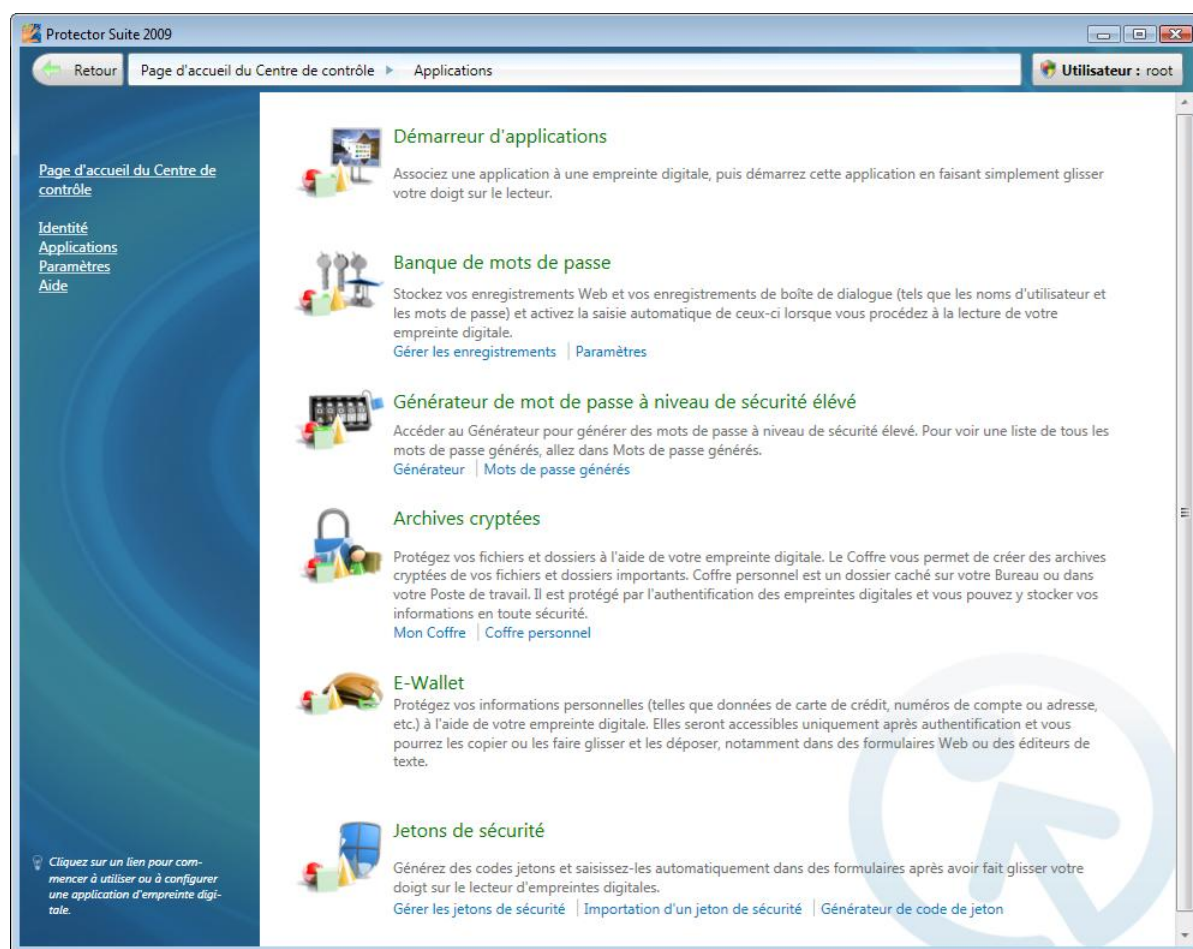 Protector Suite 2009
Retour
Page d'accueil du Centre de contrôle
Applications
Utilisateur : root
Page d'accueil du Centre de
contrôle
Identité
Applications
Paramètres
Aide
Cliquez sur un lien pour com-
mencer à utiliser ou à configurer
une application d'empreinte digi-
tale.
Démarreur d'applications
Associez une application à une empreinte digitale, puis démarrez cette application en faisant simplement glisser
votre doigt sur le lecteur.
Banque de mots de passe
Stockez vos enregistrements Web et vos enregistrements de boîte de dialogue (tels que les noms d'utilisateur et
les mots de passe) et activez la saisie automatique de ceux-ci lorsque vous procédez à la lecture de votre
empreinte digitale.
Gérer les enregistrements | Paramètres
Générateur de mot de passe à niveau de sécurité élévé
Accéder au Générateur pour générer des mots de passe à niveau de sécurité élevé. Pour voir une liste de tous les
mots de passe générés, allez dans Mots de passe générés.
Générateur | Mots de passe générés
Archives cryptées
Protégez vos fichiers et dossiers à l'aide de votre empreinte digitale. Le Coffre vous permet de créer des archives
cryptées de vos fichiers et dossiers importants. Coffre personnel est un dossier caché sur votre Bureau ou dans
votre Poste de travail. Il est protégé par l'authentification des empreintes digitales et vous pouvez y stocker vos
informations en toute sécurité.
Mon Coffre | Coffre personnel
E-Wallet
Protégez vos informations personnelles (telles que données de carte de crédit, numéros de compte ou adresse,
etc.) à l'aide de votre empreinte digitale. Elles seront accessibles uniquement après authentification et vous
pourrez les copier ou les faire glisser et les déposer, notamment dans des formulaires Web ou des éditeurs de
texte.
Jetons de sécurité
Générez des codes jetons et saisissez-les automatiquement dans des formulaires après avoir fait glisser votre
doigt sur le lecteur d'empreintes digitales.
Gérer les jetons de sécurité | Importation d'un jeton de sécurité | Générateur de code de jeton